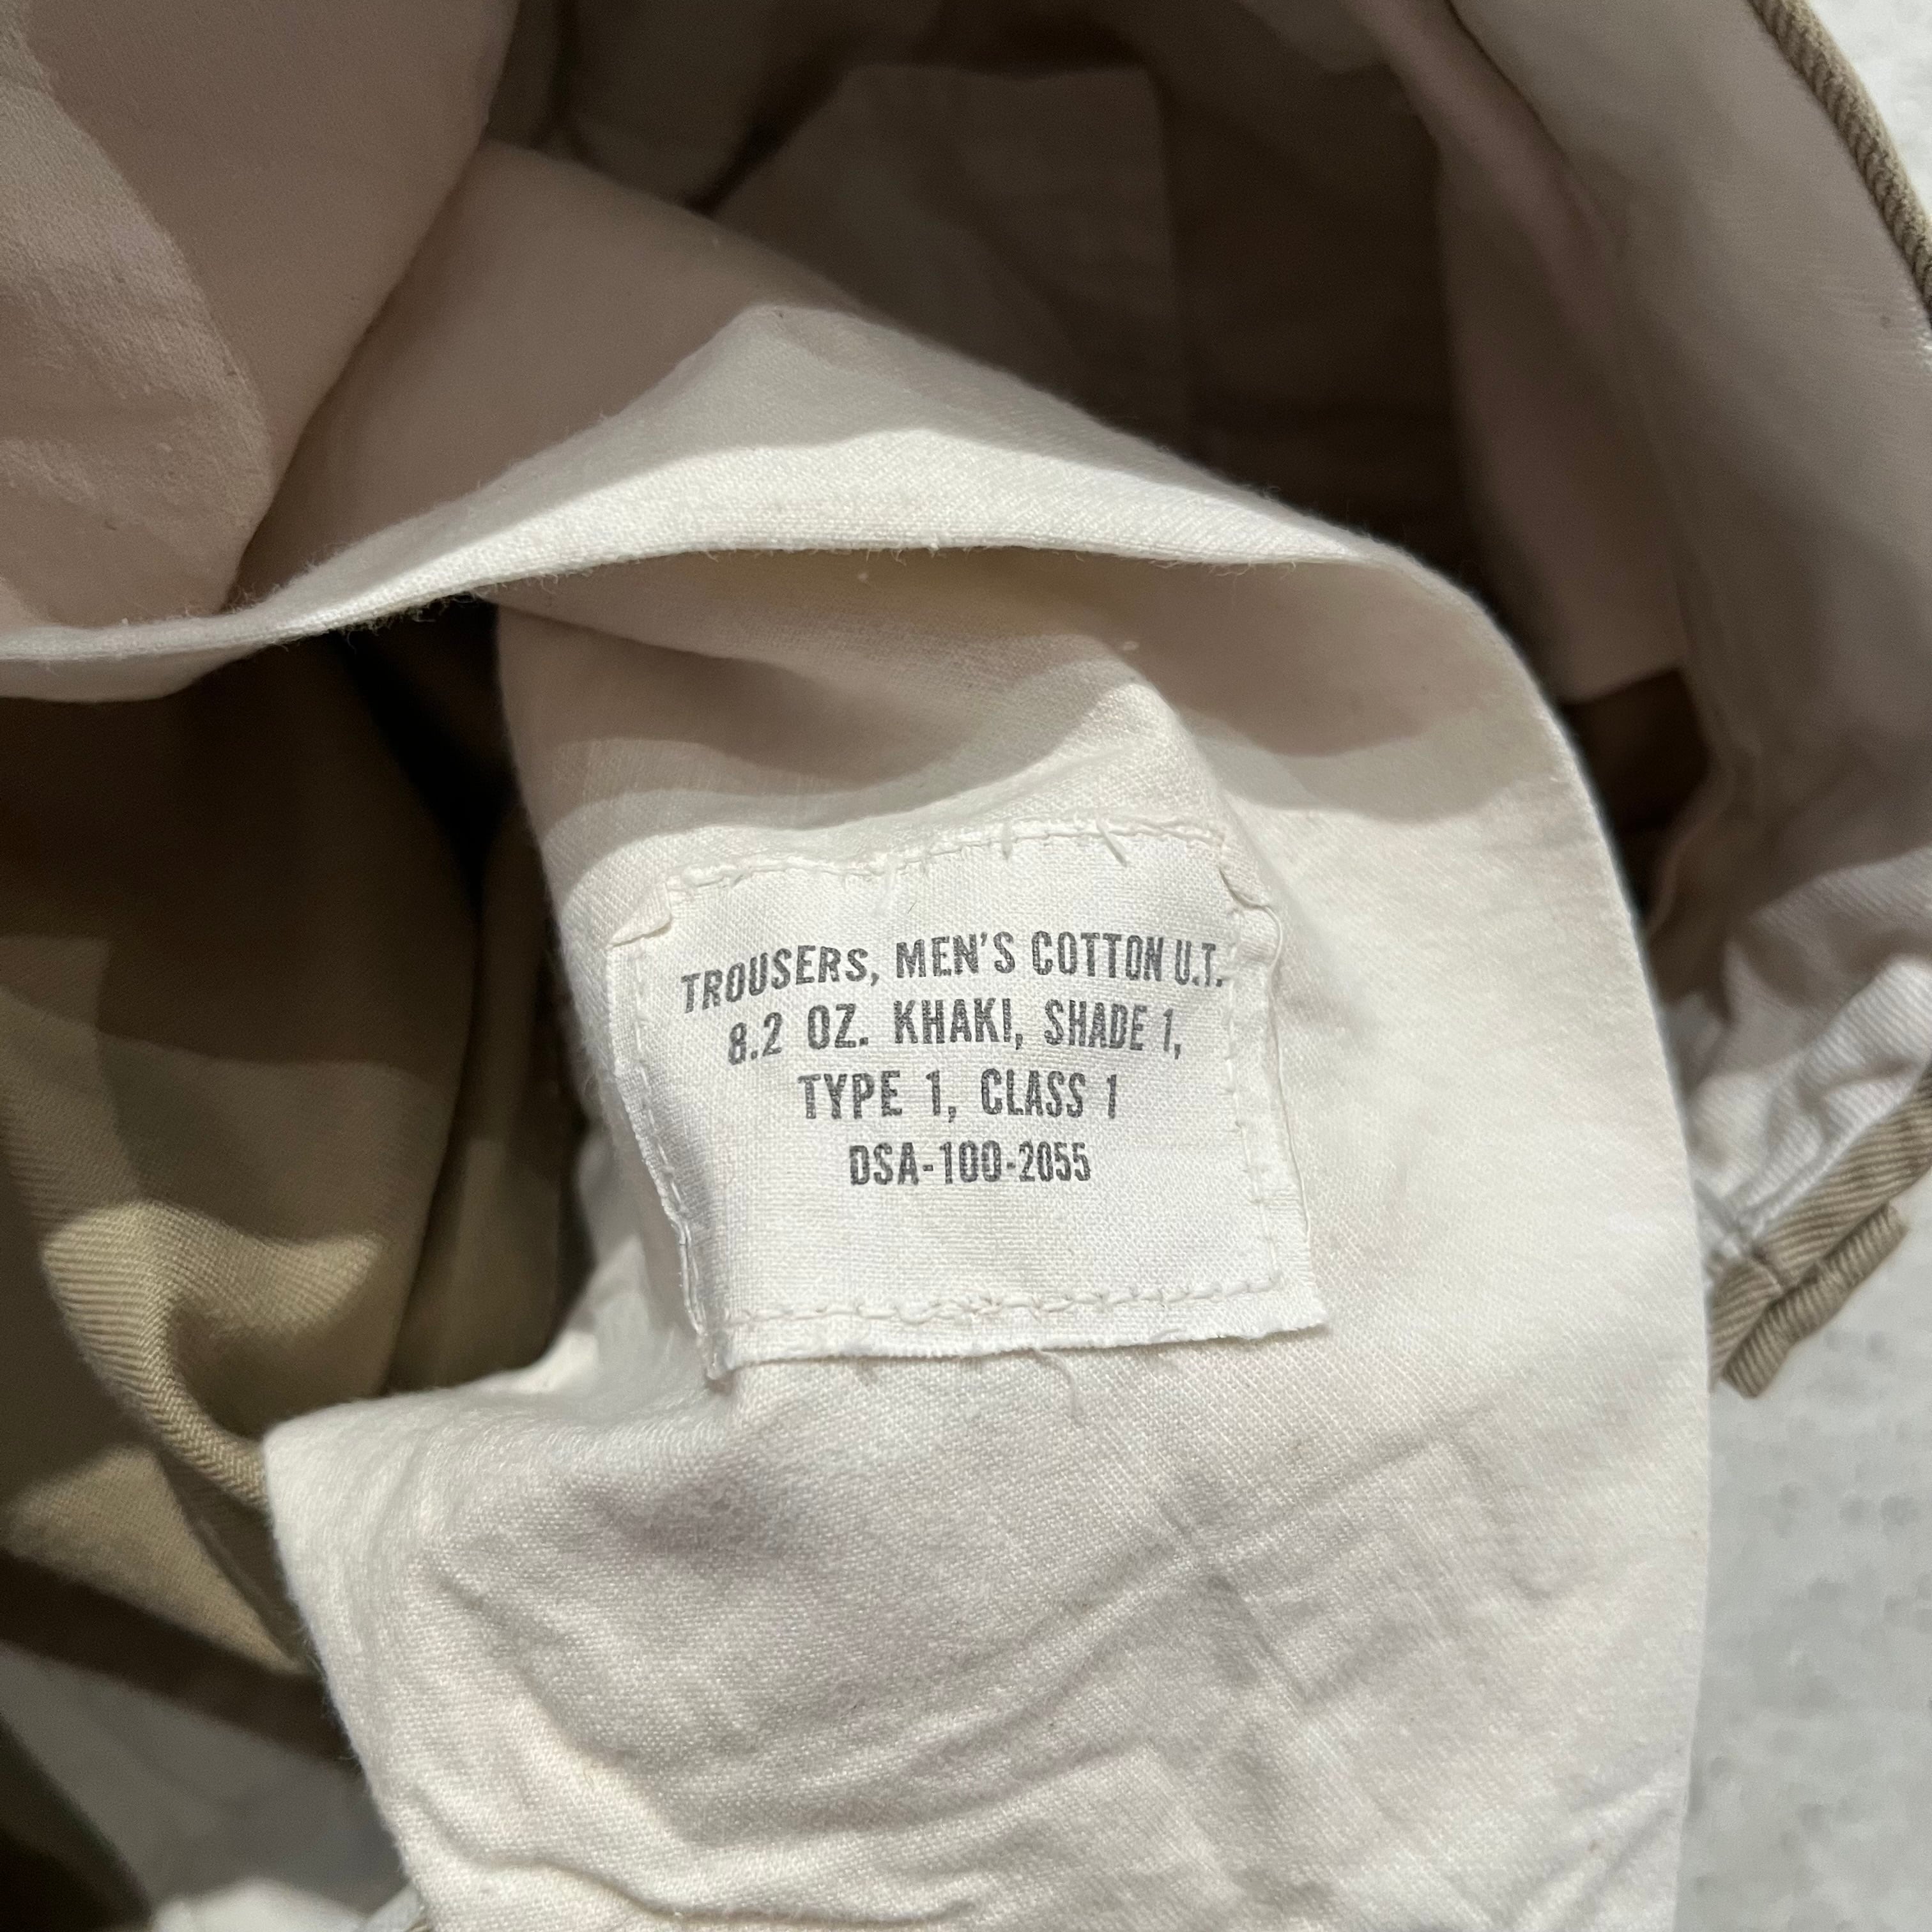 TROUSERS, MEN'S COTTON U.T.
8.2 OZ. KHAKI, SHADE 1,
TYPE 1, CLASS 1
DSA-100-2055